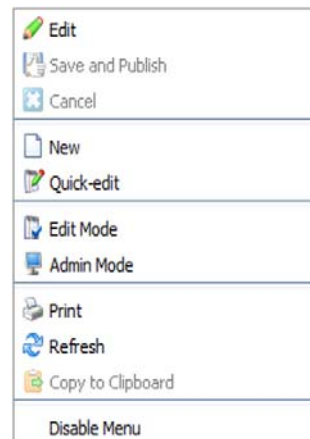 Edit
Save and Publish
Cancel
New
Quick-edit
Edit Mode
Admin Mode
Print
Refresh
Copy to Clipboard
Disable Menu